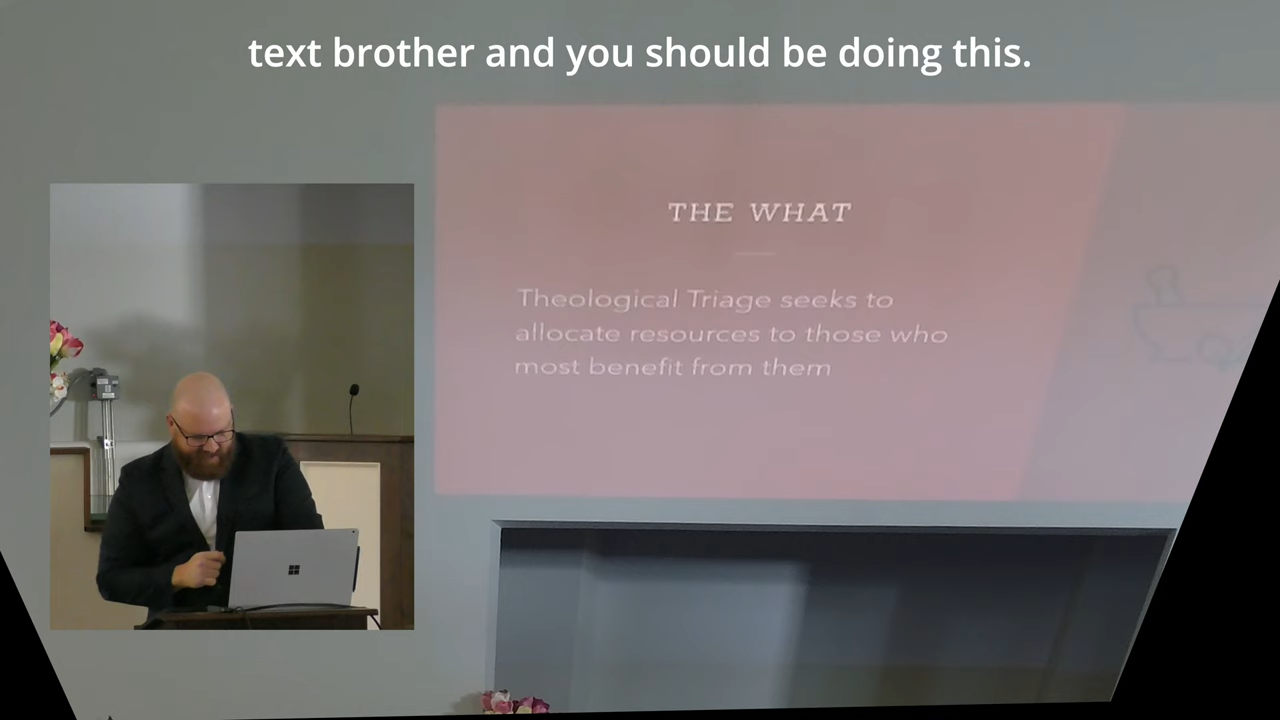 text brother and you should be doing this.
THE WHAT
Theological Triage seeks to
allocate resources to those who
most benefit from them